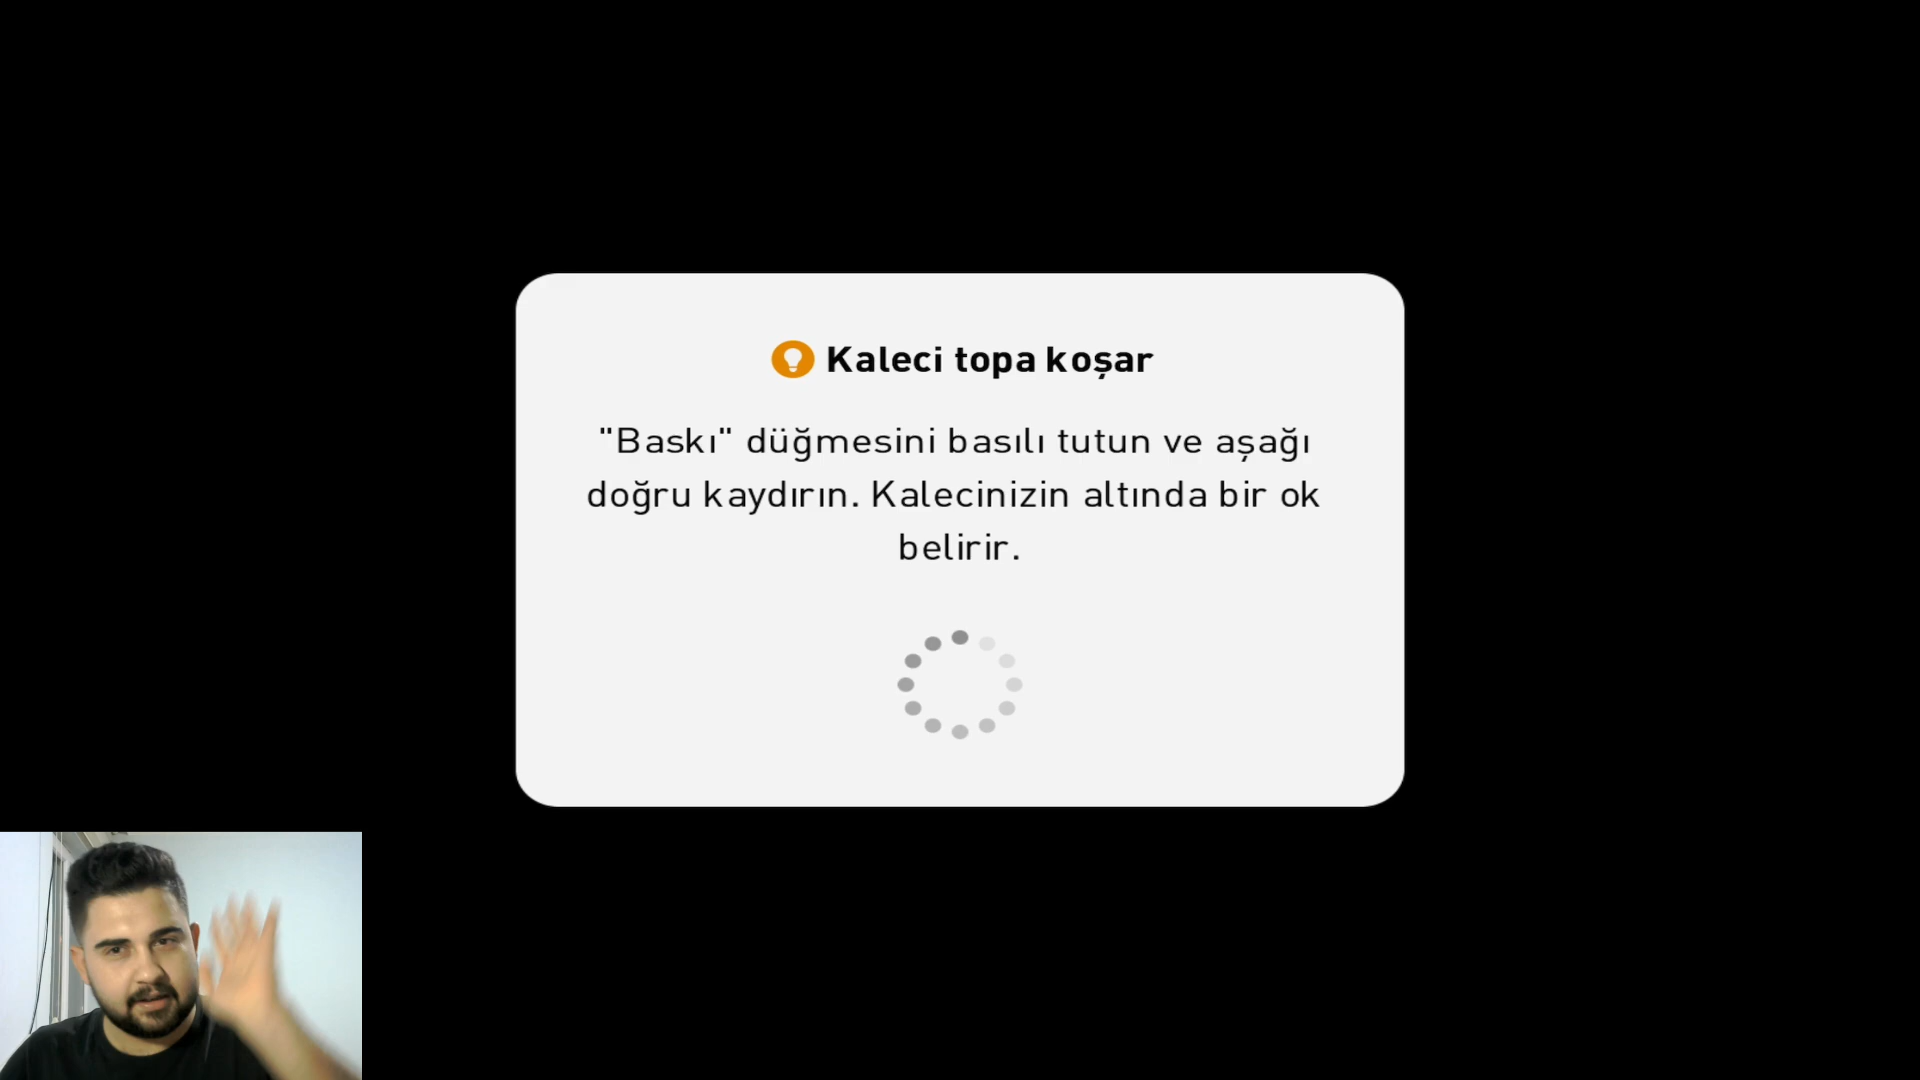 Kaleci topa koşar
"Baskı" düğmesini basılı tutun ve aşağı
doğru kaydırın. Kalecinizin altında bir ok
belirir.